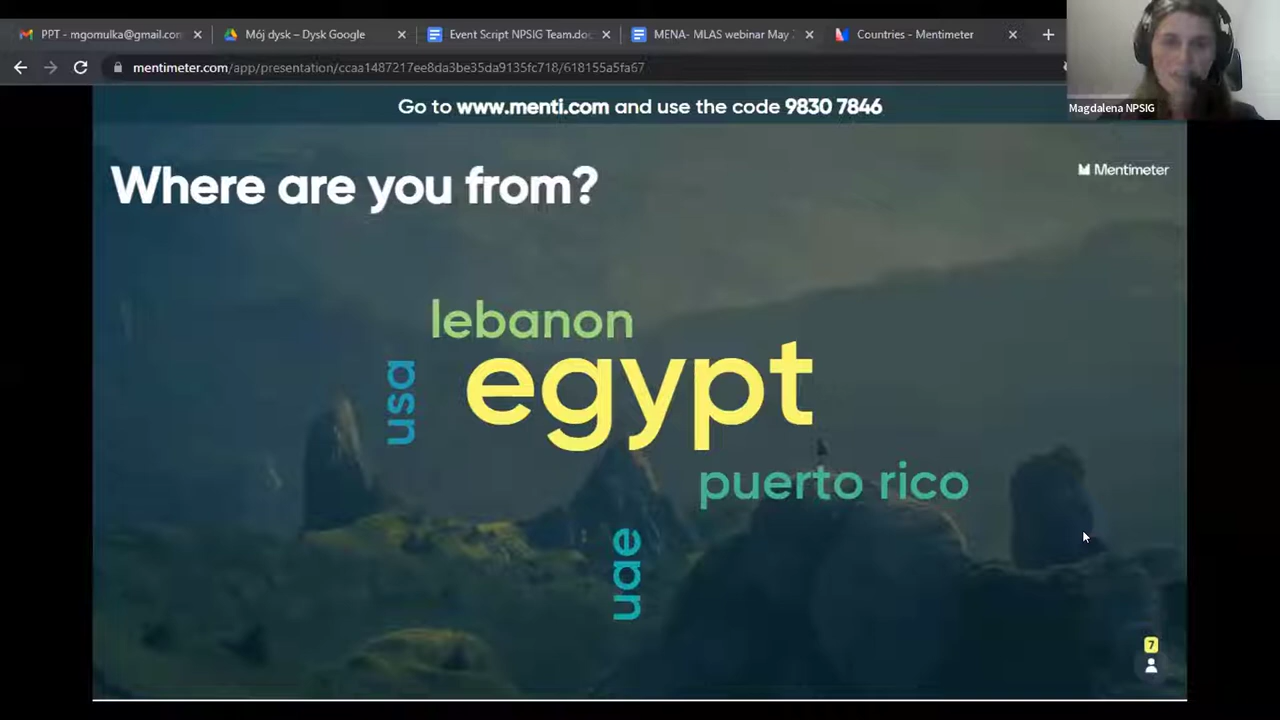 PPT - mgomulka@gmail.com
Mój dysk – Dysk Google
Event Script NPSIG Team.doc
MENA- MLAS webinar May
Countries - Mentimeter
mentimeter.com/app/presentation/ccaa1487217ee8da3be35da9135fc718/618155a5fa67
Magdalena NPSIG
Go to www.menti.com and use the code 9830 7846
Where are you from?
Mentimeter
lebanon
usa
egypt
puerto rico
uae
7